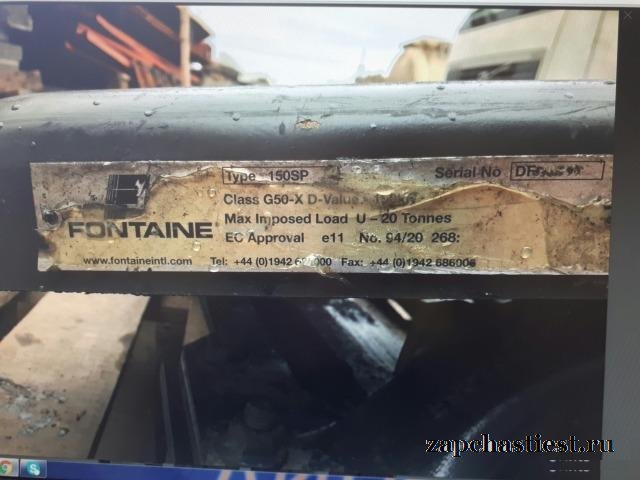 Type 150SP
Serial No
Class G50-X D-Value
FONTAINE
Max Imposed Load U – 20 Tonnes
EC Approval e11 No. 94/20 268:
www.fontaineintl.com Tel: +44 (0)1942 Fax: +44 (0)1942 686006
zapchastiest.ru